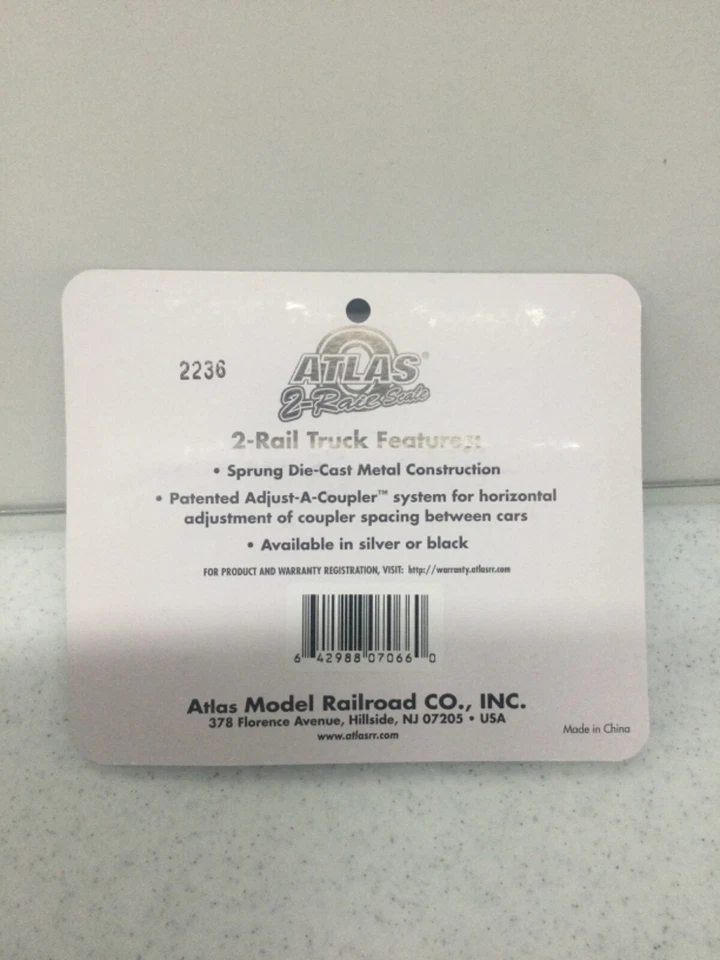 2236
ATLAS®
2-Rail Scale
2-Rail Truck Features:
• Sprung Die-Cast Metal Construction
• Patented Adjust-A-Coupler™ system for horizontal
adjustment of coupler spacing between cars
• Available in silver or black
FOR PRODUCT AND WARRANTY REGISTRATION, VISIT: http://warranty.atlasrr.com
6 42988 07066 0
Atlas Model Railroad CO., INC.
378 Florence Avenue, Hillside, NJ 07205 • USA
www.atlasrr.com
Made in China